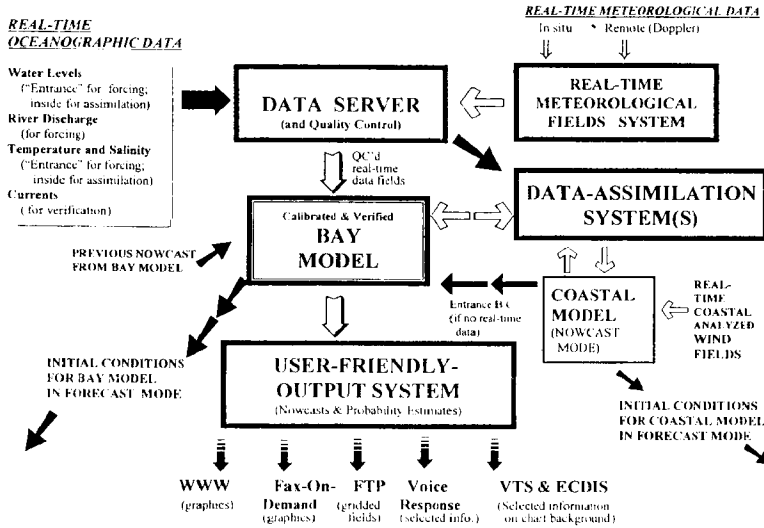 REAL-TIME
OCEANOGRAPHIC DATA
Water Levels
("Entrance" for forcing;
inside for assimilation)
River Discharge
(for forcing)
Temperature and Salinity
("Entrance" for forcing;
inside for assimilation)
Currents
( for verification)
REAL-TIME METEOROLOGICAL DATA
In situ • Remote (Doppler)
REAL-TIME
METEOROLOGICAL
FIELDS SYSTEM
DATA SERVER
(and Quality Control)
QC'd
real-time
data fields
DATA-ASSIMILATION
SYSTEM(S)
Calibrated & Verified
BAY
MODEL
PREVIOUS NOWCAST
FROM BAY MODEL
Entrance B C
(if no real-time
data)
COASTAL
MODEL
(NOWCAST
MODE)
REAL-
TIME
COASTAL
ANALYZED
WIND
FIELDS
INITIAL CONDITIONS
FOR BAY MODEL
IN FORECAST MODE
USER-FRIENDLY-
OUTPUT SYSTEM
(Nowcasts & Probability Estimates)
INITIAL CONDITIONS
FOR COASTAL MODEL
IN FORECAST MODE
WWW
(graphics)
Fax-On-
Demand
(graphics)
FTP
(gridded
fields)
Voice
Response
(selected info.)
VTS & ECDIS
(Selected information
on chart background)